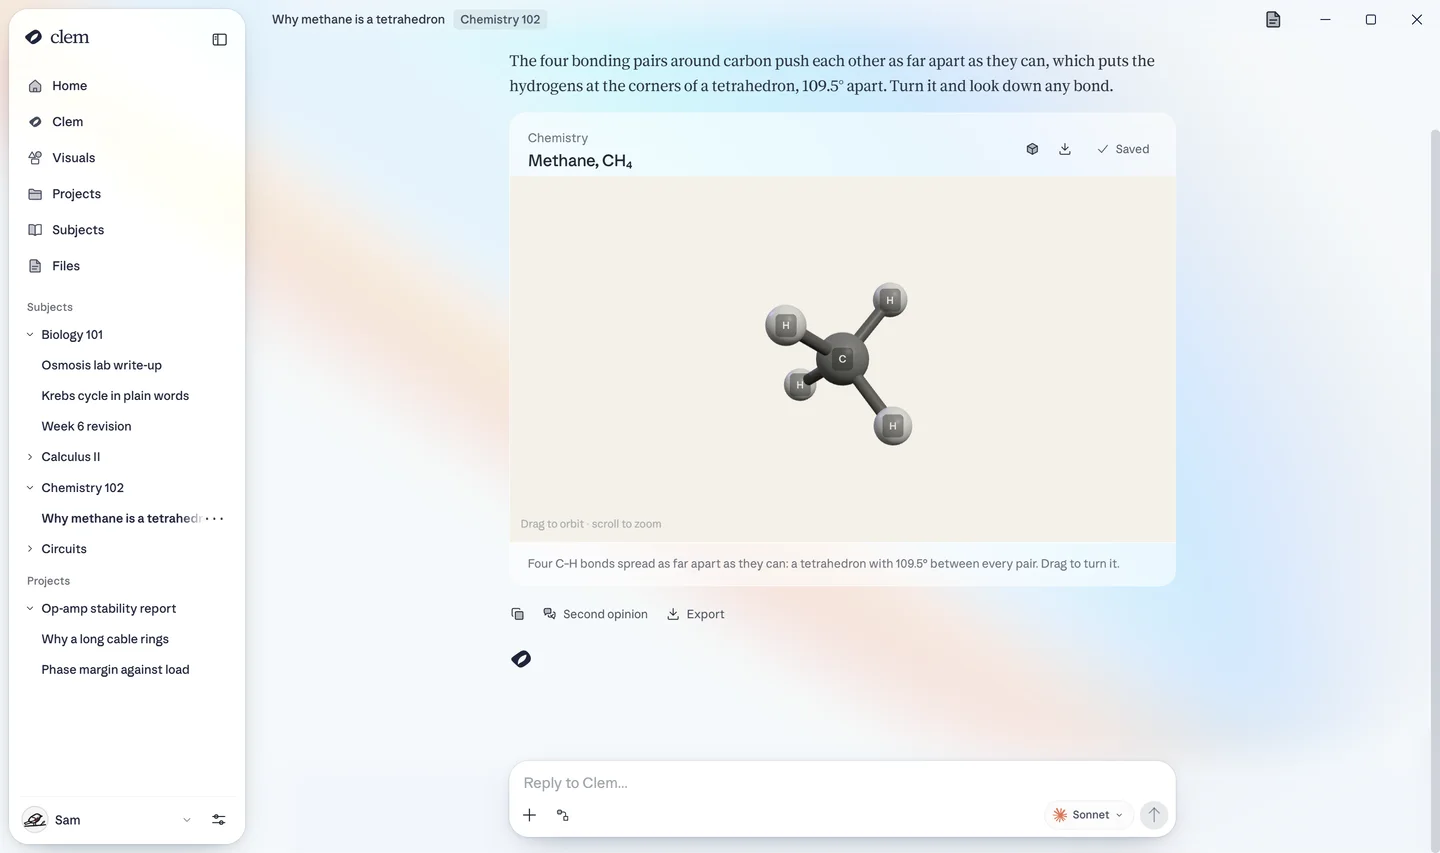 clem
Home
Clem
Visuals
Projects
Subjects
Files
Subjects
Biology 101
Osmosis lab write-up
Krebs cycle in plain words
Week 6 revision
Calculus II
Chemistry 102
Why methane is a tetrahedr
Circuits
Projects
Op-amp stability report
Why a long cable rings
Phase margin against load
Sam
Why methane is a tetrahedron Chemistry 102
The four bonding pairs around carbon push each other as far apart as they can, which puts the
hydrogens at the corners of a tetrahedron, 109.5° apart. Turn it and look down any bond.
Chemistry
Methane, CH₄
Saved
H
H
C
H
H
Drag to orbit · scroll to zoom
Four C–H bonds spread as far apart as they can: a tetrahedron with 109.5° between every pair. Drag to turn it.
Second opinion Export
Reply to Clem...
Sonnet